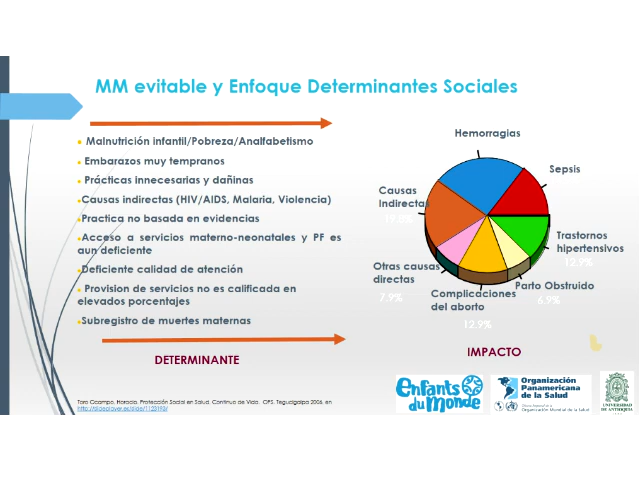 MM evitable y Enfoque Determinantes Sociales
Malnutrición infantil/Pobreza/Analfabetismo
Embarazos muy tempranos
Prácticas innecesarias y dañinas
Causas indirectas (HIV/AIDS, Malaria, Violencia)
Practica no basada en evidencias
Acceso a servicios materno-neonatales y PF es
aun deficiente
Deficiente calidad de atención
Provision de servicios no es calificada en
elevados porcentajes
Subregistro de muertes maternas
DETERMINANTE
Hemorragias
Sepsis
Causas
Indirectas
Trastornos
hipertensivos
12.9%
Otras causas
directas
7.9%
Parto Obstruido
6.9%
Complicaciones
del aborto
12.9%
IMPACTO
Toro Ocampo, Horacio. Protección Social en Salud. Continuo de Vida. OPS. Tegucigalpa 2006. en
enfants
du monde
Organización
Panamericana
de la Salud
Organización Mundial de la Salud
UNIVERSIDAD
DE ANTIOQUIA